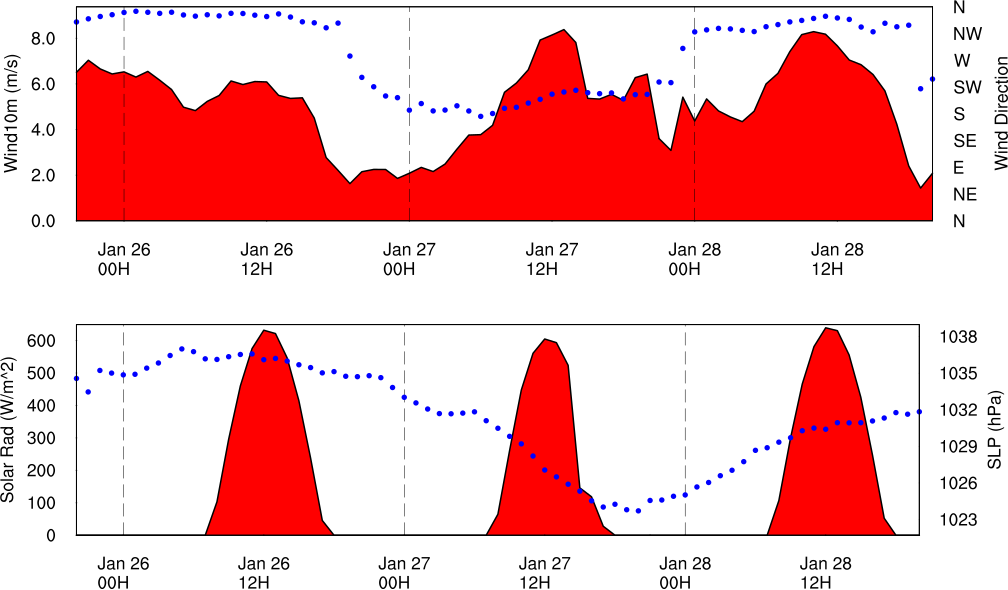 Wind10m (m/s)
8.0
6.0
4.0
2.0
0.0
N
NW
W
SW
S
SE
E
NE
N
Wind Direction
Jan 26 Jan 26 Jan 27 Jan 27 Jan 28 Jan 28
00H 12H 00H 12H 00H 12H
Solar Rad (W/m^2)
600
500
400
300
200
100
0
1038
1035
1032
1029
1026
1023
SLP (hPa)
Jan 26 Jan 26 Jan 27 Jan 27 Jan 28 Jan 28
00H 12H 00H 12H 00H 12H